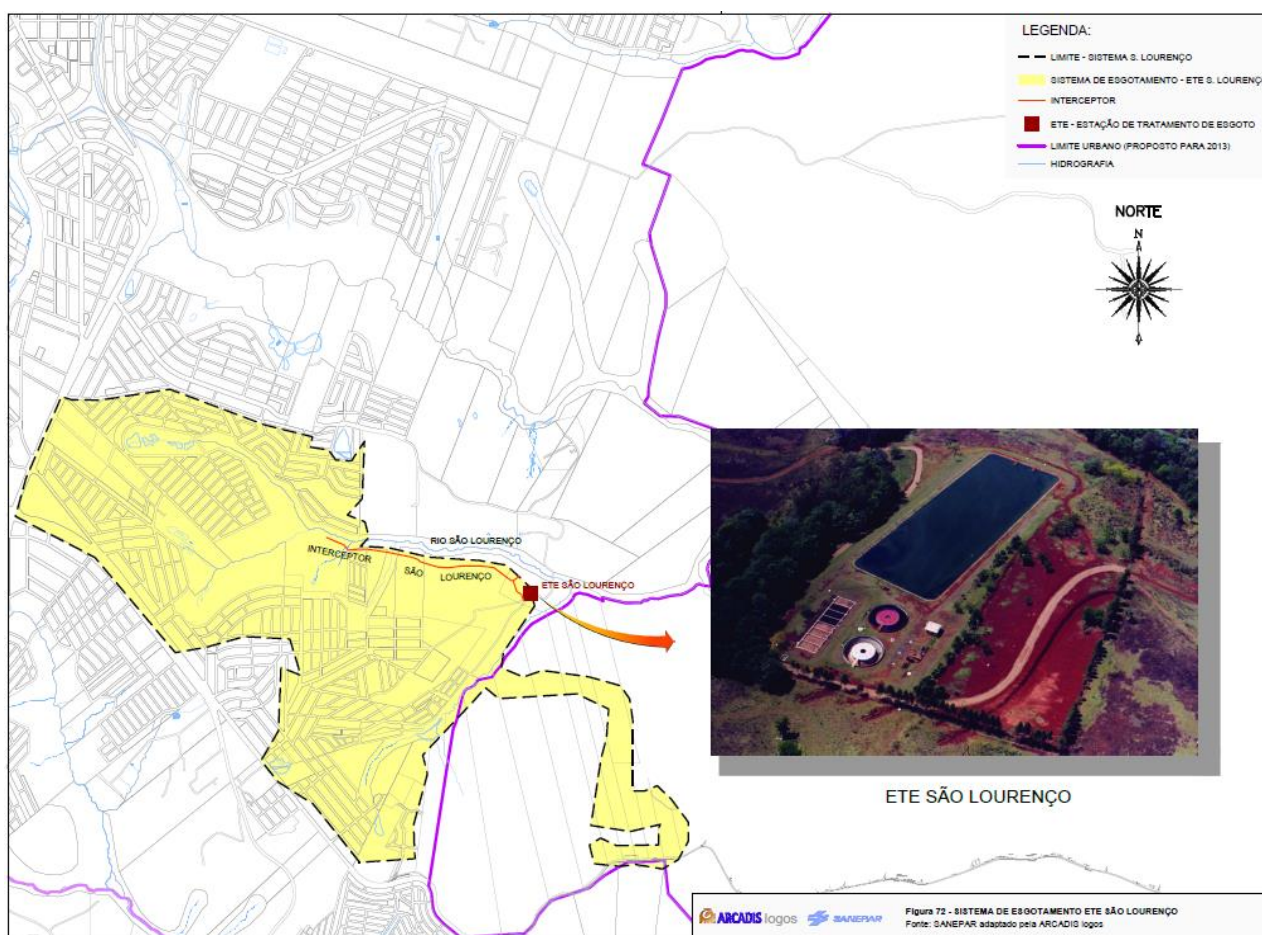 LEGENDA:
LIMITE - SISTEMA S. LOURENÇO
SISTEMA DE ESGOTAMENTO - ETE S. LOURENÇ
INTERCEPTOR
ETE - ESTAÇÃO DE TRATAMENTO DE ESGOTO
LIMITE URBANO (PROPOSTO PARA 2013)
HIDROGRAFIA
NORTE
N
RIO SÃO LOURENÇO
INTERCEPTOR SÃO LOURENÇO
ETE SÃO LOURENÇO
ETE SÃO LOURENÇO
ARCADIS logos
SANEPAR
Figura 72 - SISTEMA DE ESGOTAMENTO ETE SÃO LOURENÇO
Fonte: SANEPAR adaptado pela ARCADIS logos